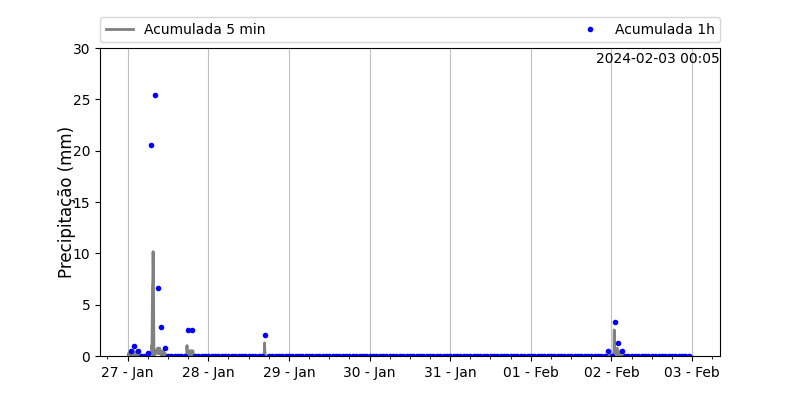 Acumulada 5 min Acumulada 1h
2024-02-03 00:05
Precipitação (mm)
30
25
20
15
10
5
0
27 - Jan 28 - Jan 29 - Jan 30 - Jan 31 - Jan 01 - Feb 02 - Feb 03 - Feb